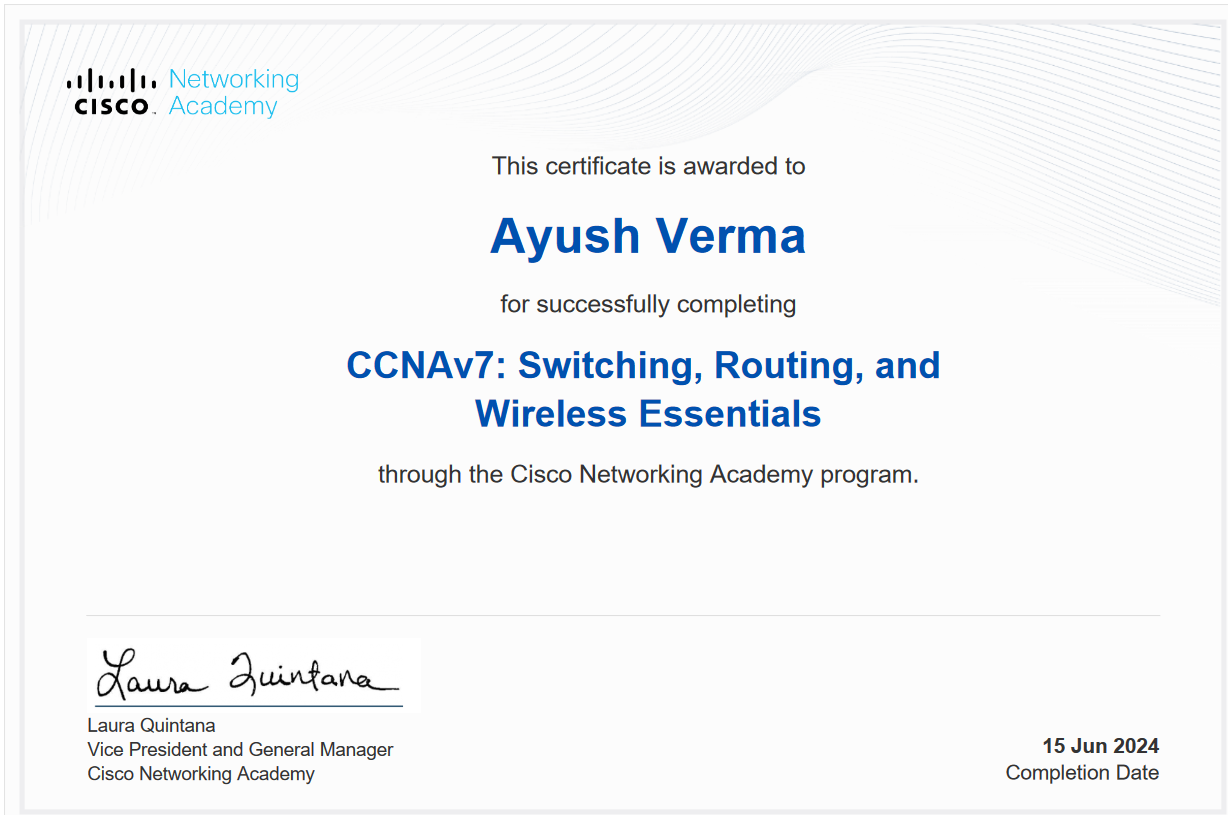 CISCO™ Networking
Academy
This certificate is awarded to
Ayush Verma
for successfully completing
CCNAv7: Switching, Routing, and
Wireless Essentials
through the Cisco Networking Academy program.
Laura Quintana
Laura Quintana
Vice President and General Manager
Cisco Networking Academy
15 Jun 2024
Completion Date